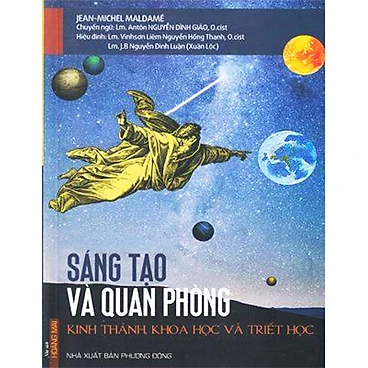 JEAN-MICHEL MALDAMÉ
Chuyển ngữ: Lm. Antôn NGUYỄN ĐÌNH GIÁO, O.cist
Hiệu đính: Lm. Vinhsơn Liêm Nguyễn Hồng Thanh, O.cist
Lm. J.B Nguyễn Đình Luận (Xuân Lộc)
SÁNG TẠO
VÀ QUAN PHÒNG
KINH THÁNH, KHOA HỌC VÀ TRIẾT HỌC
HOÀNG MAI
NHÀ XUẤT BẢN PHƯƠNG ĐÔNG